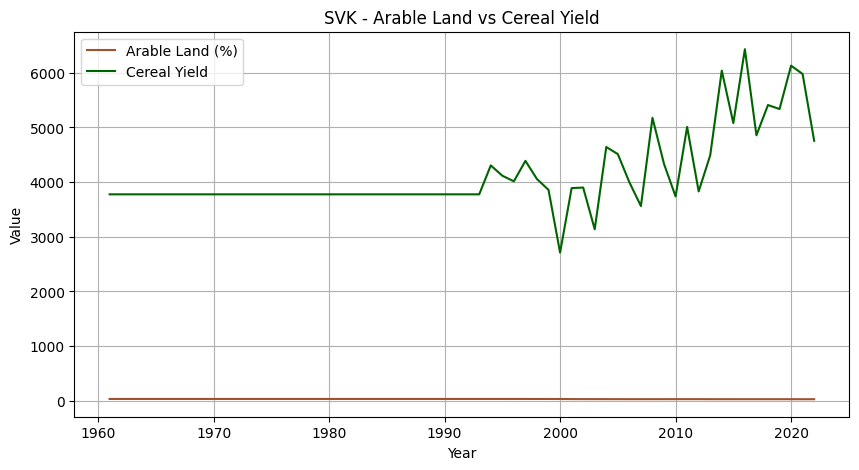 SVK - Arable Land vs Cereal Yield
Arable Land (%)
Cereal Yield
Value
6000
5000
4000
3000
2000
1000
0
1960
1970
1980
1990
2000
2010
2020
Year